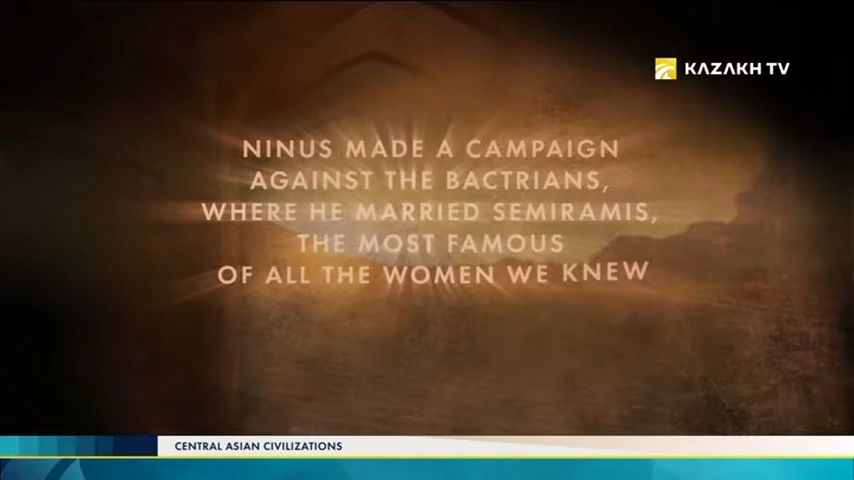 KAZAKH TV
NINUS MADE A CAMPAIGN
AGAINST THE BACTRIANS,
WHERE HE MARRIED SEMIRAMIS,
THE MOST FAMOUS
OF ALL THE WOMEN WE KNEW
CENTRAL ASIAN CIVILIZATIONS